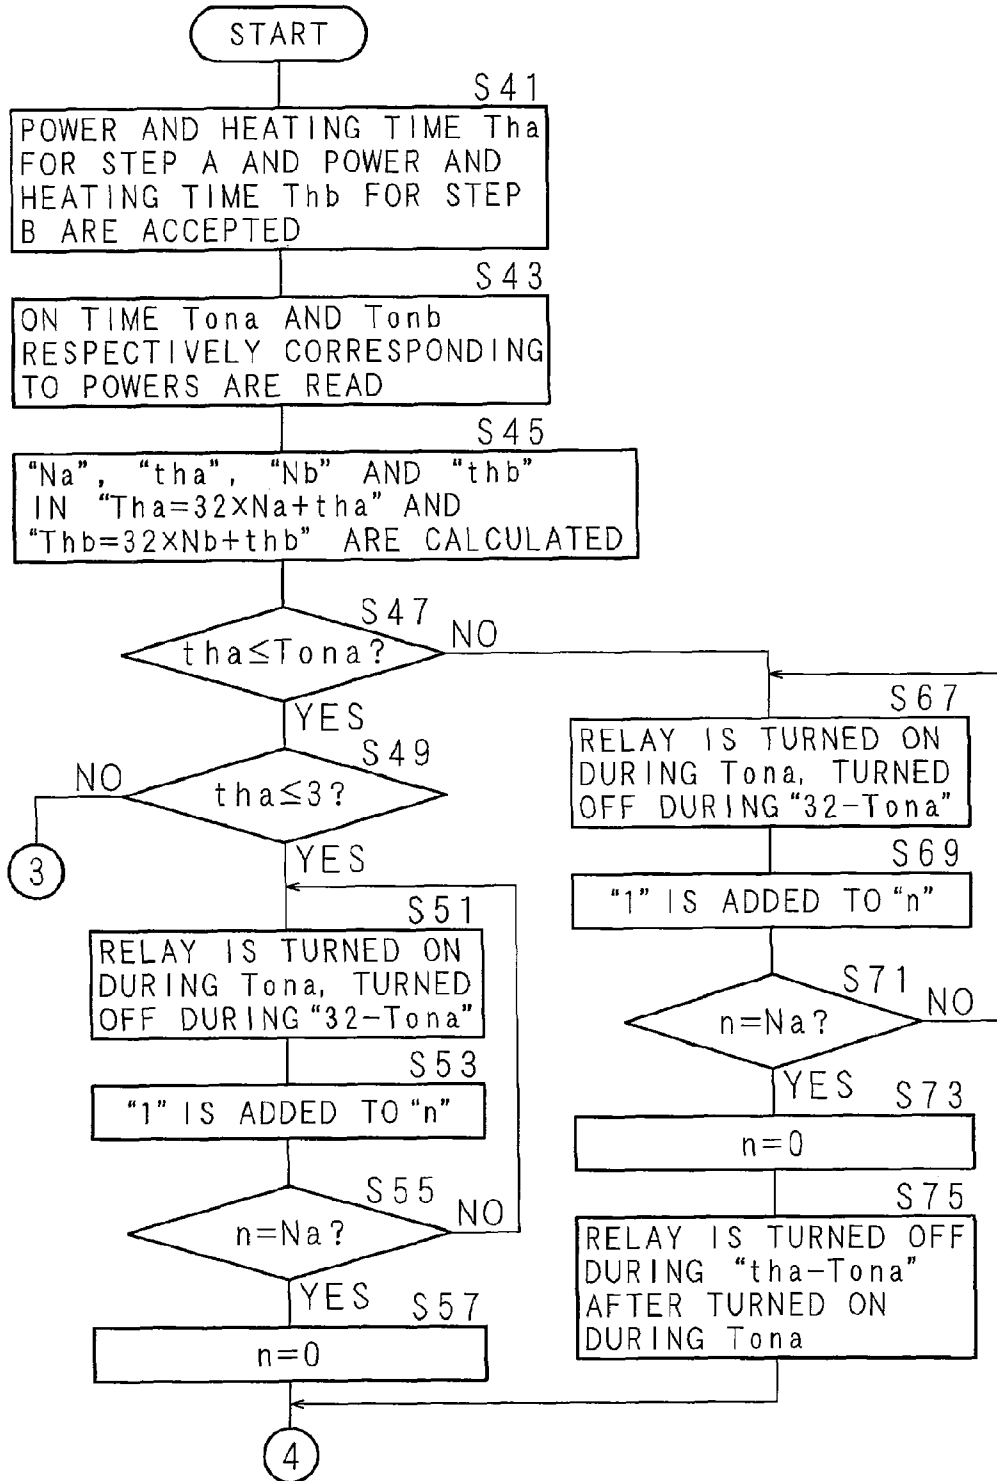 START
S41
POWER AND HEATING TIME Tha
FOR STEP A AND POWER AND
HEATING TIME Thb FOR STEP
B ARE ACCEPTED
S43
ON TIME Tona AND Tonb
RESPECTIVELY CORRESPONDING
TO POWERS ARE READ
S45
“Na”, “tha”, “Nb” AND “thb”
IN “Tha=32×Na+tha” AND
“Thb=32×Nb+thb” ARE CALCULATED
S47
tha≤Tona?
NO
YES
S49
tha≤3?
NO
YES
3
S51
RELAY IS TURNED ON
DURING Tona, TURNED
OFF DURING “32-Tona”
S53
“1” IS ADDED TO “n”
S55
n=Na?
NO
YES
S57
n=0
S67
RELAY IS TURNED ON
DURING Tona, TURNED
OFF DURING “32-Tona”
S69
“1” IS ADDED TO “n”
S71
n=Na?
NO
YES
S73
n=0
S75
RELAY IS TURNED OFF
DURING “tha-Tona”
AFTER TURNED ON
DURING Tona
4